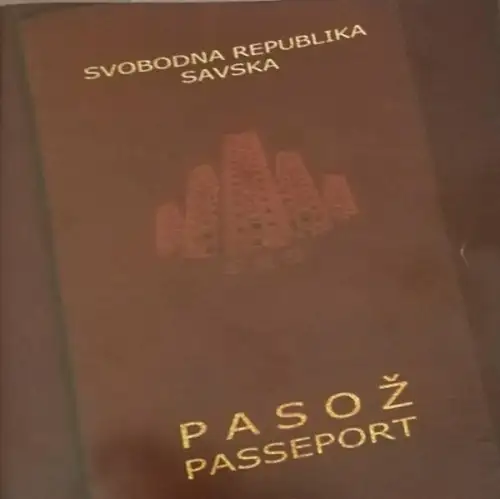 SVOBODNA REPUBLIKA
SAVSKA
PASOŽ
PASSEPORT